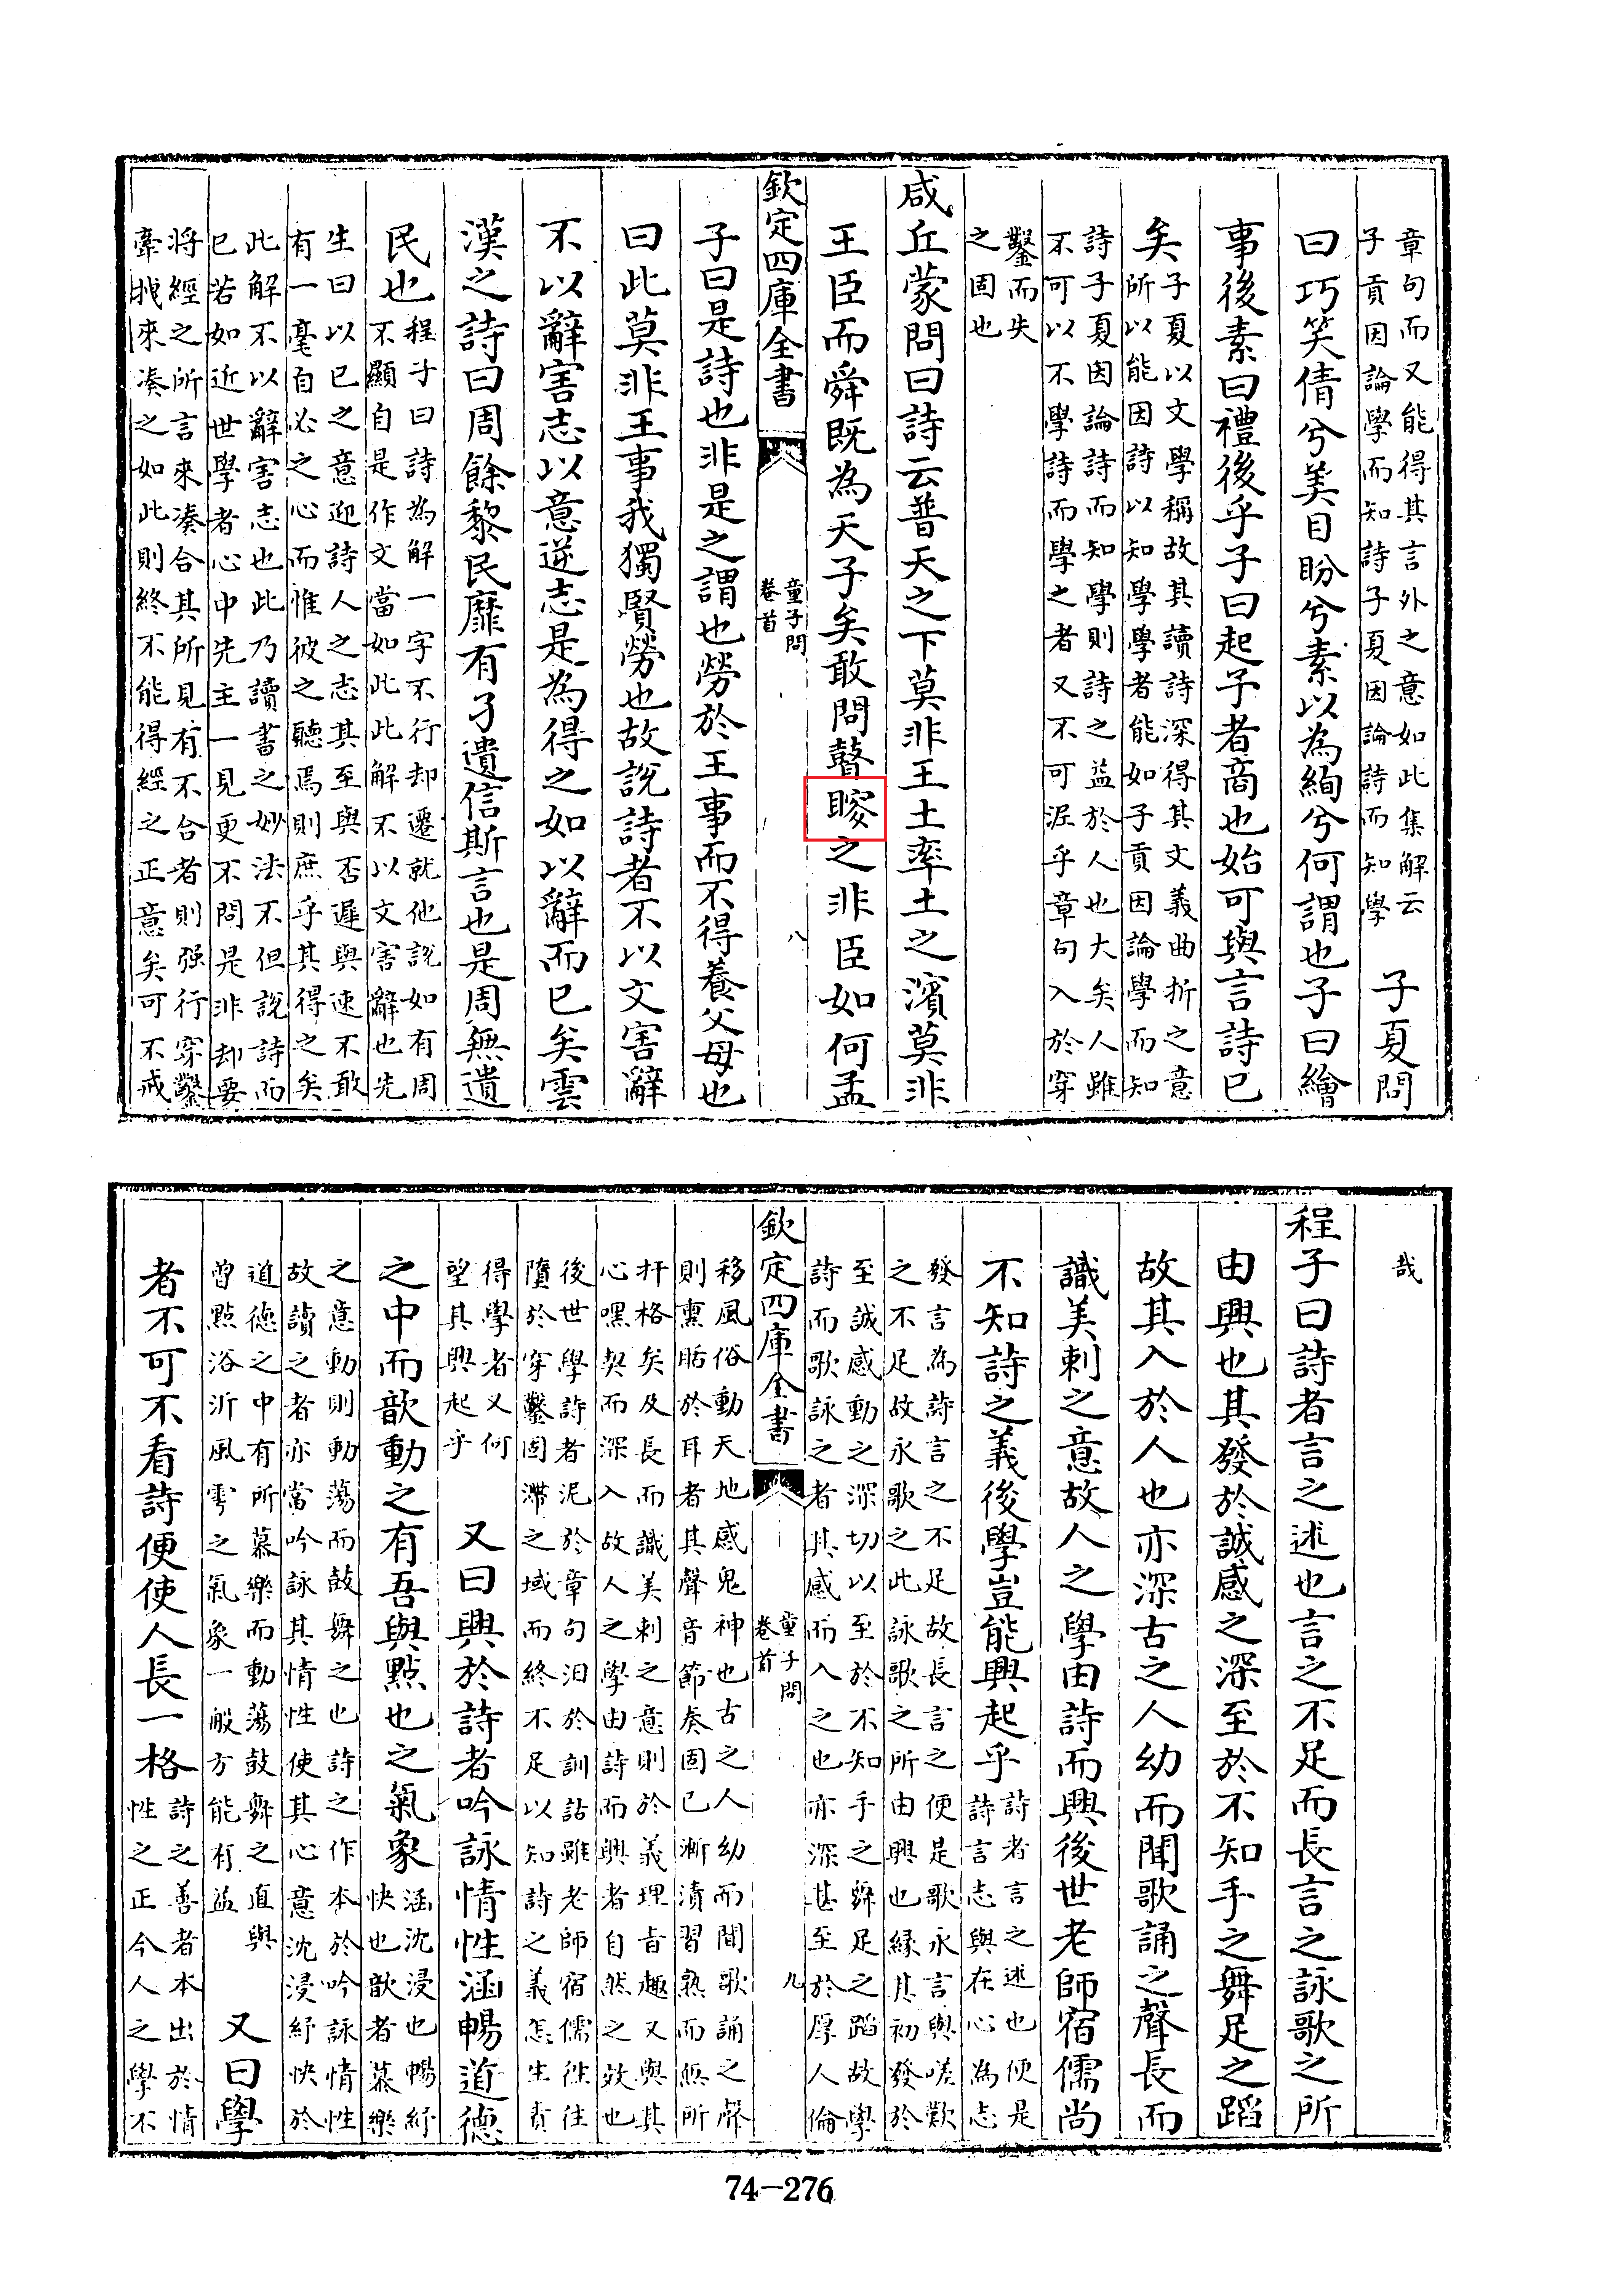 章句而又能得其言外之意如此集解云
子貢因論學而知詩子夏因論詩而知學
子夏問
曰巧笑倩兮美目盼兮素以為絢兮何謂也子曰繪
事後素曰禮後乎子曰起予者商也始可與言詩已
矣
子夏以文學稱故其讀詩深得其文義曲折之意
所以能因詩以知學學者能如子貢因論學而知
詩子夏因論詩而知學則詩之益於人也大矣人雖
不可以不學詩而學之者又不可泥乎章句入於穿
鑿而失
之固也
咸丘蒙問曰詩云普天之下莫非王土率土之濱莫非
王臣而舜既為天子矣敢問瞽瞍之非臣如何孟
欽定四庫全書
童子問
卷首
八
子曰是詩也非是之謂也勞於王事而不得養父母也
曰此莫非王事我獨賢勞也故說詩者不以文害辭
不以辭害志以意逆志是為得之如以辭而已矣雲
漢之詩曰周餘黎民靡有孑遺信斯言也是周無遺
民也
程子曰詩為解一字不行却遷就他說如有周
不顯自是作文當如此此解不以文害辭也先
生曰以已之意迎詩人之志其至與否遲與速不敢
有一毫自必之心而惟彼之聽焉則庶乎其得之矣
此解不以辭害志也此乃讀書之妙法不但說詩而
已若如近世學者心中先主一見更不問是非却要
將經之所言來湊合其所見有不合者則强行穿鑿
牽拽來湊之如此則終不能得經之正意矣可不戒
哉
程子曰詩者言之述也言之不足而長言之詠歌之所
由興也其發於誠感之深至於不知手之舞足之蹈
故其入於人也亦深古之人幼而聞歌誦之聲長而
識美刺之意故人之學由詩而興後世老師宿儒尚
不知詩之義後學豈能興起乎
詩者言之述也便是
詩言志與在心為志
發言為詩言之不足故長言之便是歌永言與嗟歎
之不足故永歌之此詠歌之所由興也緣其初發於
至誠感動之深切以至於不知手之舞足之蹈故學
詩而歌詠之者其感而入之也亦深甚至於厚人倫
欽定四庫全書
童子問
卷首
九
移風俗動天地感鬼神也古之人幼而聞歌誦之聲
則熏聒於耳者其聲音節奏固已漸漬習熟而無所
扞格矣及長而識美刺之意則於義理旨趣又與其
心嘿契而深入故人之學由詩而興者自然之效也
後世學詩者泥於章句汩於訓詁雖老師宿儒往往
墮於穿鑿固滯之域而終不足以知詩之義怎生責
得學者又何
望其興起乎
又曰興於詩者吟詠情性涵暢道德
之中而歆動之有吾與點也之氣象
涵沈浸也暢紓
快也歆者慕樂
之意動則動蕩而鼓舞之也詩之作本於吟詠情性
故讀之者亦當吟詠其情性使其心意沈浸紓快於
道德之中有所慕樂而動蕩鼓舞之直與
曾點浴沂風雩之氣象一般方能有益
又曰學
者不可不看詩便使人長一格
詩之善者本出於情
性之正今人之學不
74-276